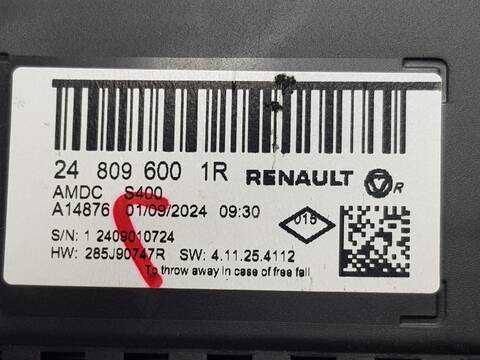 24 809 600 1R RENAULT R
AMDC S400
A14876 01/09/2024 09:30 015
S/N: 1 2409010724
HW: 285J90747R SW: 4.11.25.4112
To throw away in case of free fall